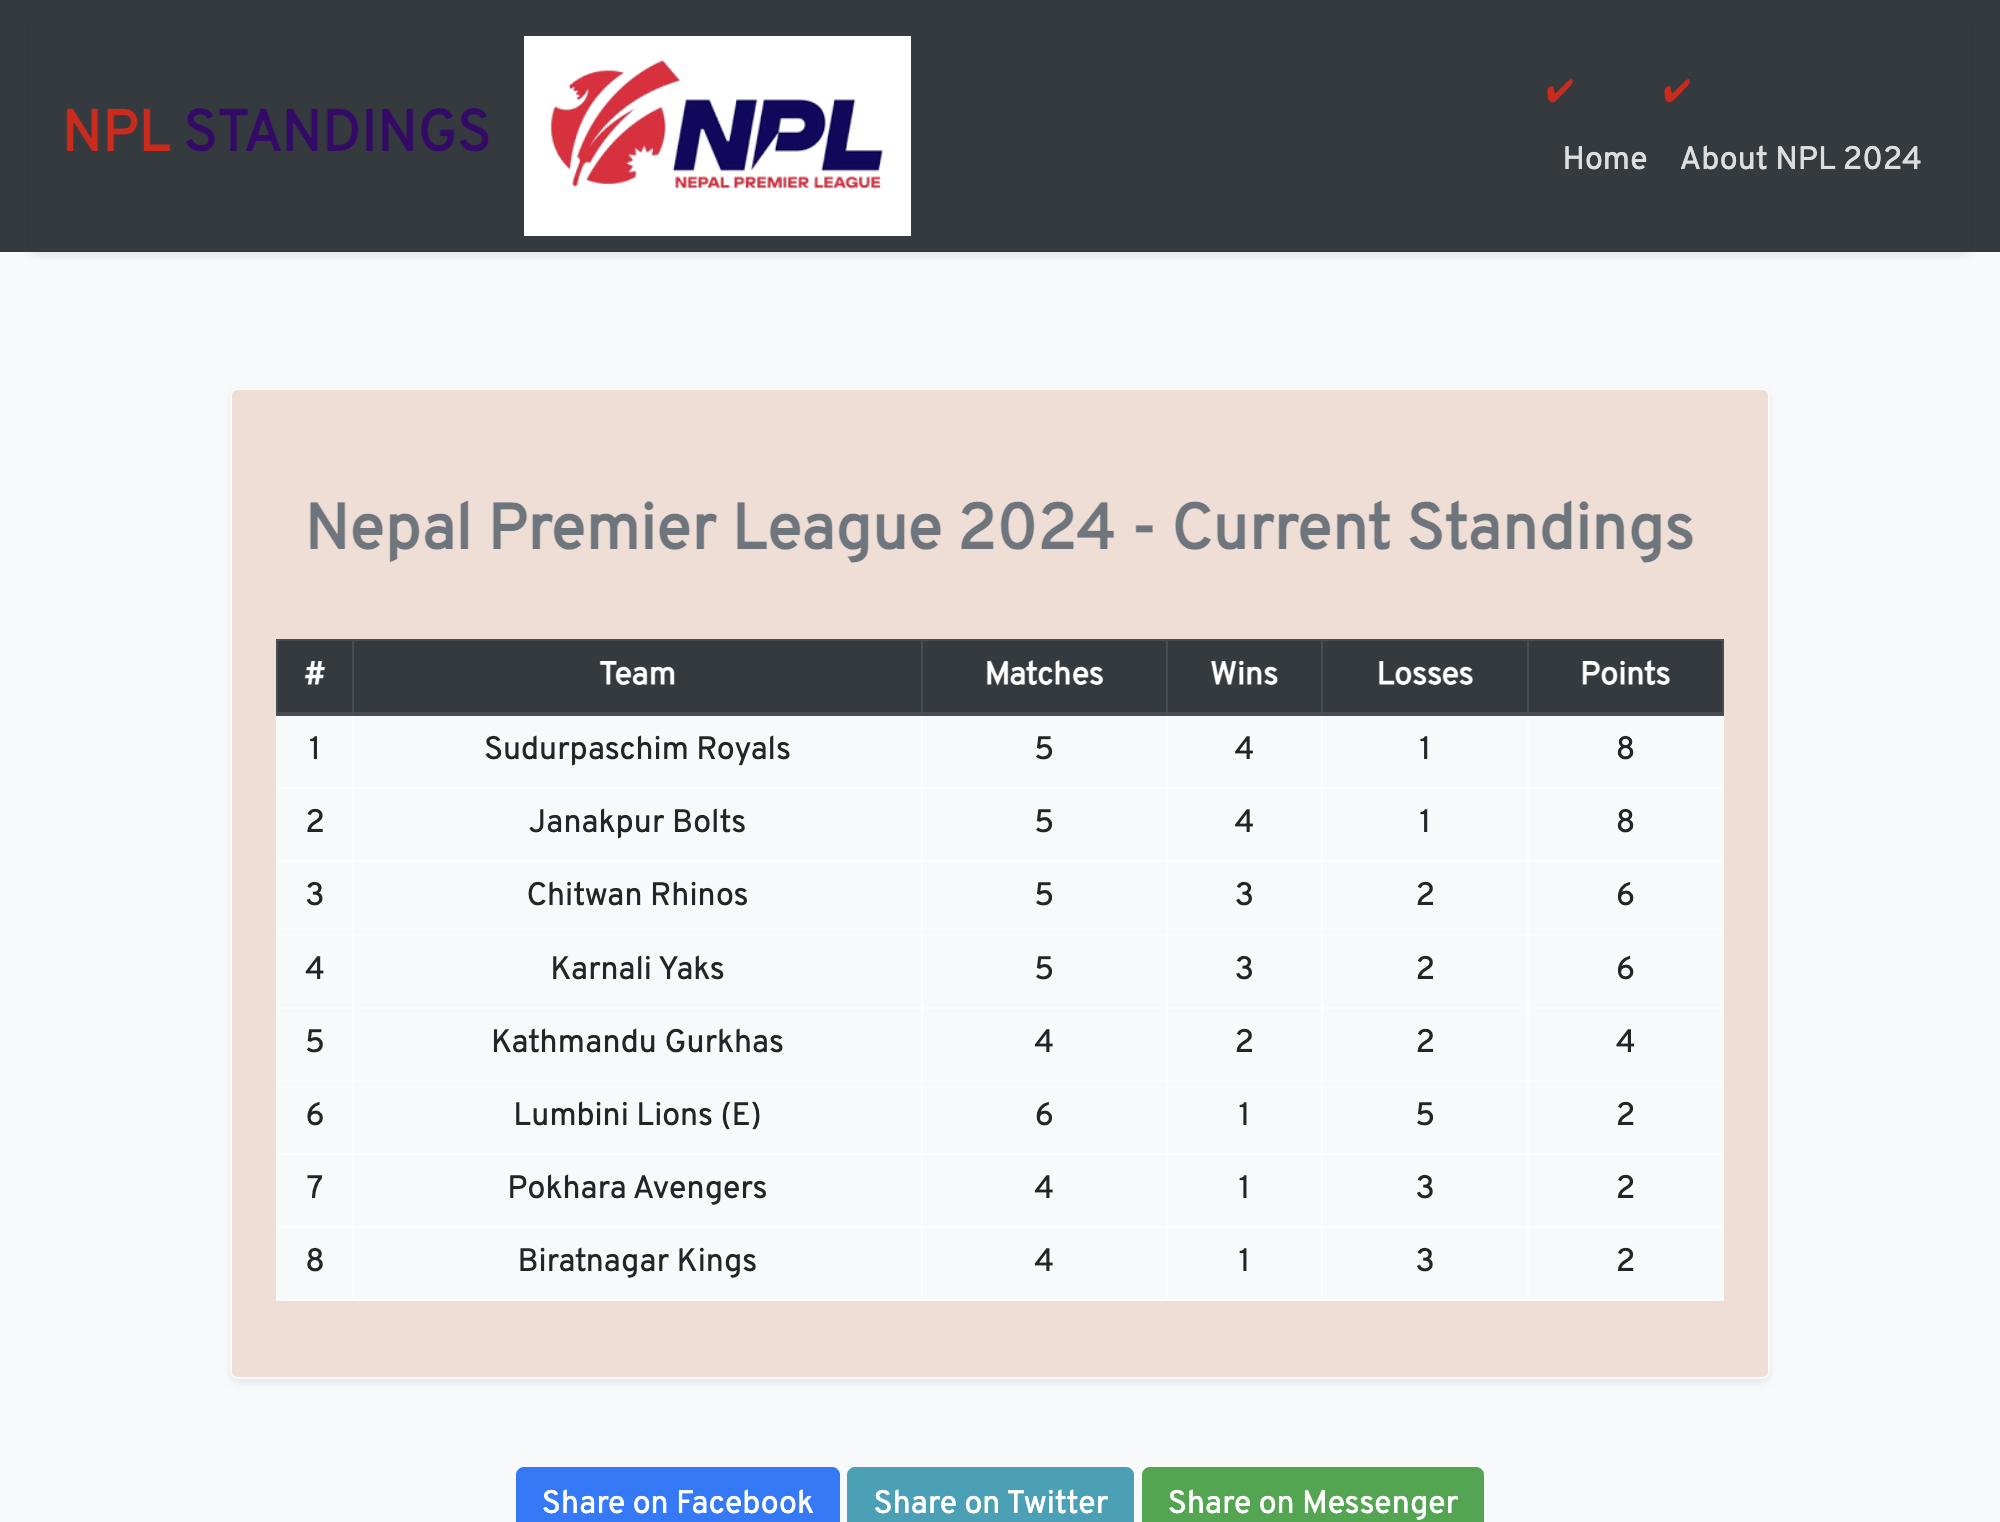 NPL STANDINGS
NPL
NEPAL PREMIER LEAGUE
✔ ✔
Home About NPL 2024
Nepal Premier League 2024 - Current Standings
# Team Matches Wins Losses Points
1 Sudurpaschim Royals 5 4 1 8
2 Janakpur Bolts 5 4 1 8
3 Chitwan Rhinos 5 3 2 6
4 Karnali Yaks 5 3 2 6
5 Kathmandu Gurkhas 4 2 2 4
6 Lumbini Lions (E) 6 1 5 2
7 Pokhara Avengers 4 1 3 2
8 Biratnagar Kings 4 1 3 2
Share on Facebook Share on Twitter Share on Messenger